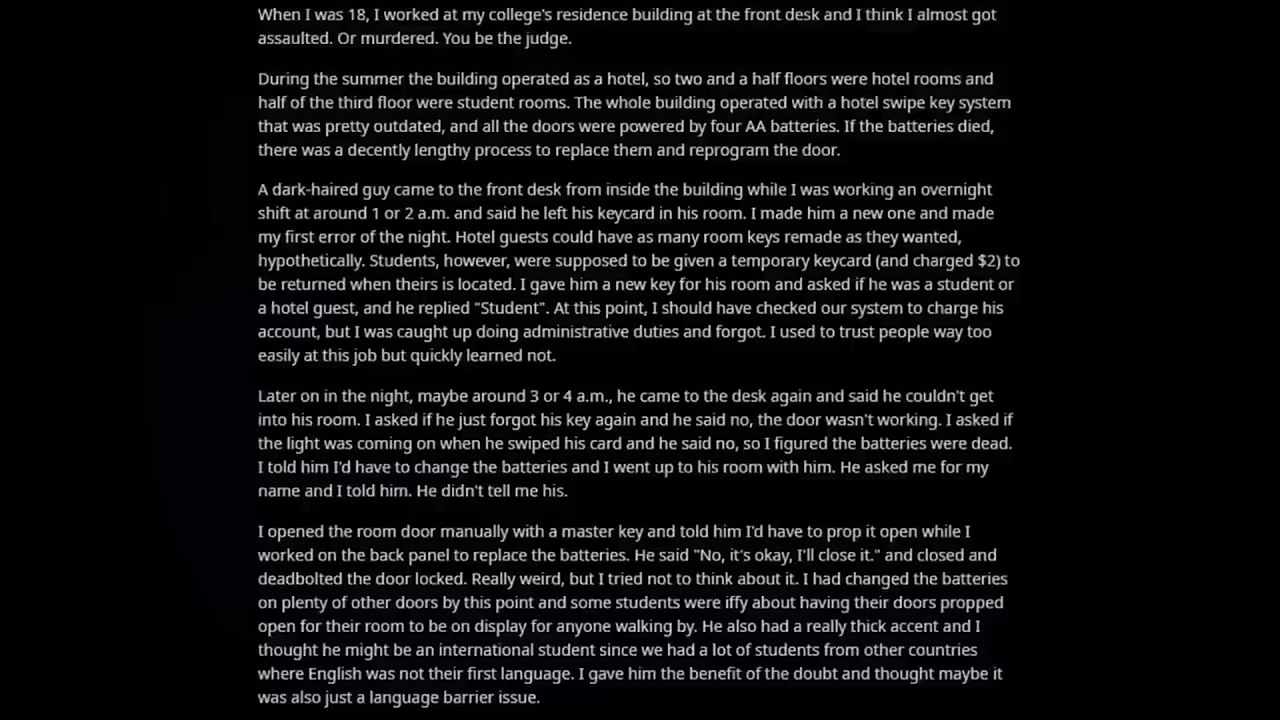 When I was 18, I worked at my college's residence building at the front desk and I think I almost got
assaulted. Or murdered. You be the judge.
During the summer the building operated as a hotel, so two and a half floors were hotel rooms and
half of the third floor were student rooms. The whole building operated with a hotel swipe key system
that was pretty outdated, and all the doors were powered by four AA batteries. If the batteries died,
there was a decently lengthy process to replace them and reprogram the door.
A dark-haired guy came to the front desk from inside the building while I was working an overnight
shift at around 1 or 2 a.m. and said he left his keycard in his room. I made him a new one and made
my first error of the night. Hotel guests could have as many room keys remade as they wanted,
hypothetically. Students, however, were supposed to be given a temporary keycard (and charged $2) to
be returned when theirs is located. I gave him a new key for his room and asked if he was a student or
a hotel guest, and he replied "Student". At this point, I should have checked our system to charge his
account, but I was caught up doing administrative duties and forgot. I used to trust people way too
easily at this job but quickly learned not.
Later on in the night, maybe around 3 or 4 a.m., he came to the desk again and said he couldn't get
into his room. I asked if he just forgot his key again and he said no, the door wasn't working. I asked if
the light was coming on when he swiped his card and he said no, so I figured the batteries were dead.
I told him I'd have to change the batteries and I went up to his room with him. He asked me for my
name and I told him. He didn't tell me his.
I opened the room door manually with a master key and told him I'd have to prop it open while I
worked on the back panel to replace the batteries. He said "No, it's okay, I'll close it." and closed and
deadbolted the door locked. Really weird, but I tried not to think about it. I had changed the batteries
on plenty of other doors by this point and some students were iffy about having their doors propped
open for their room to be on display for anyone walking by. He also had a really thick accent and I
thought he might be an international student since we had a lot of students from other countries
where English was not their first language. I gave him the benefit of the doubt and thought maybe it
was also just a language barrier issue.